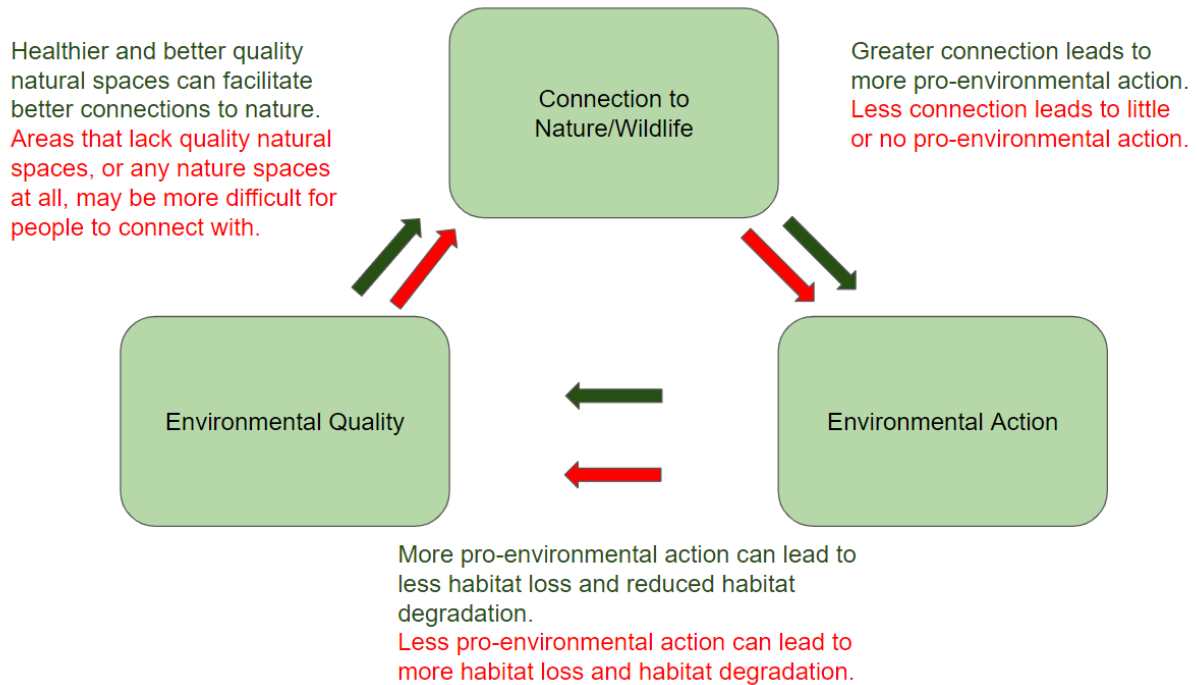 Healthier and better quality
natural spaces can facilitate
better connections to nature.
Areas that lack quality natural
spaces, or any nature spaces
at all, may be more difficult for
people to connect with.
Connection to
Nature/Wildlife
Greater connection leads to
more pro-environmental action.
Less connection leads to little
or no pro-environmental action.
Environmental Quality
Environmental Action
More pro-environmental action can lead to
less habitat loss and reduced habitat
degradation.
Less pro-environmental action can lead to
more habitat loss and habitat degradation.